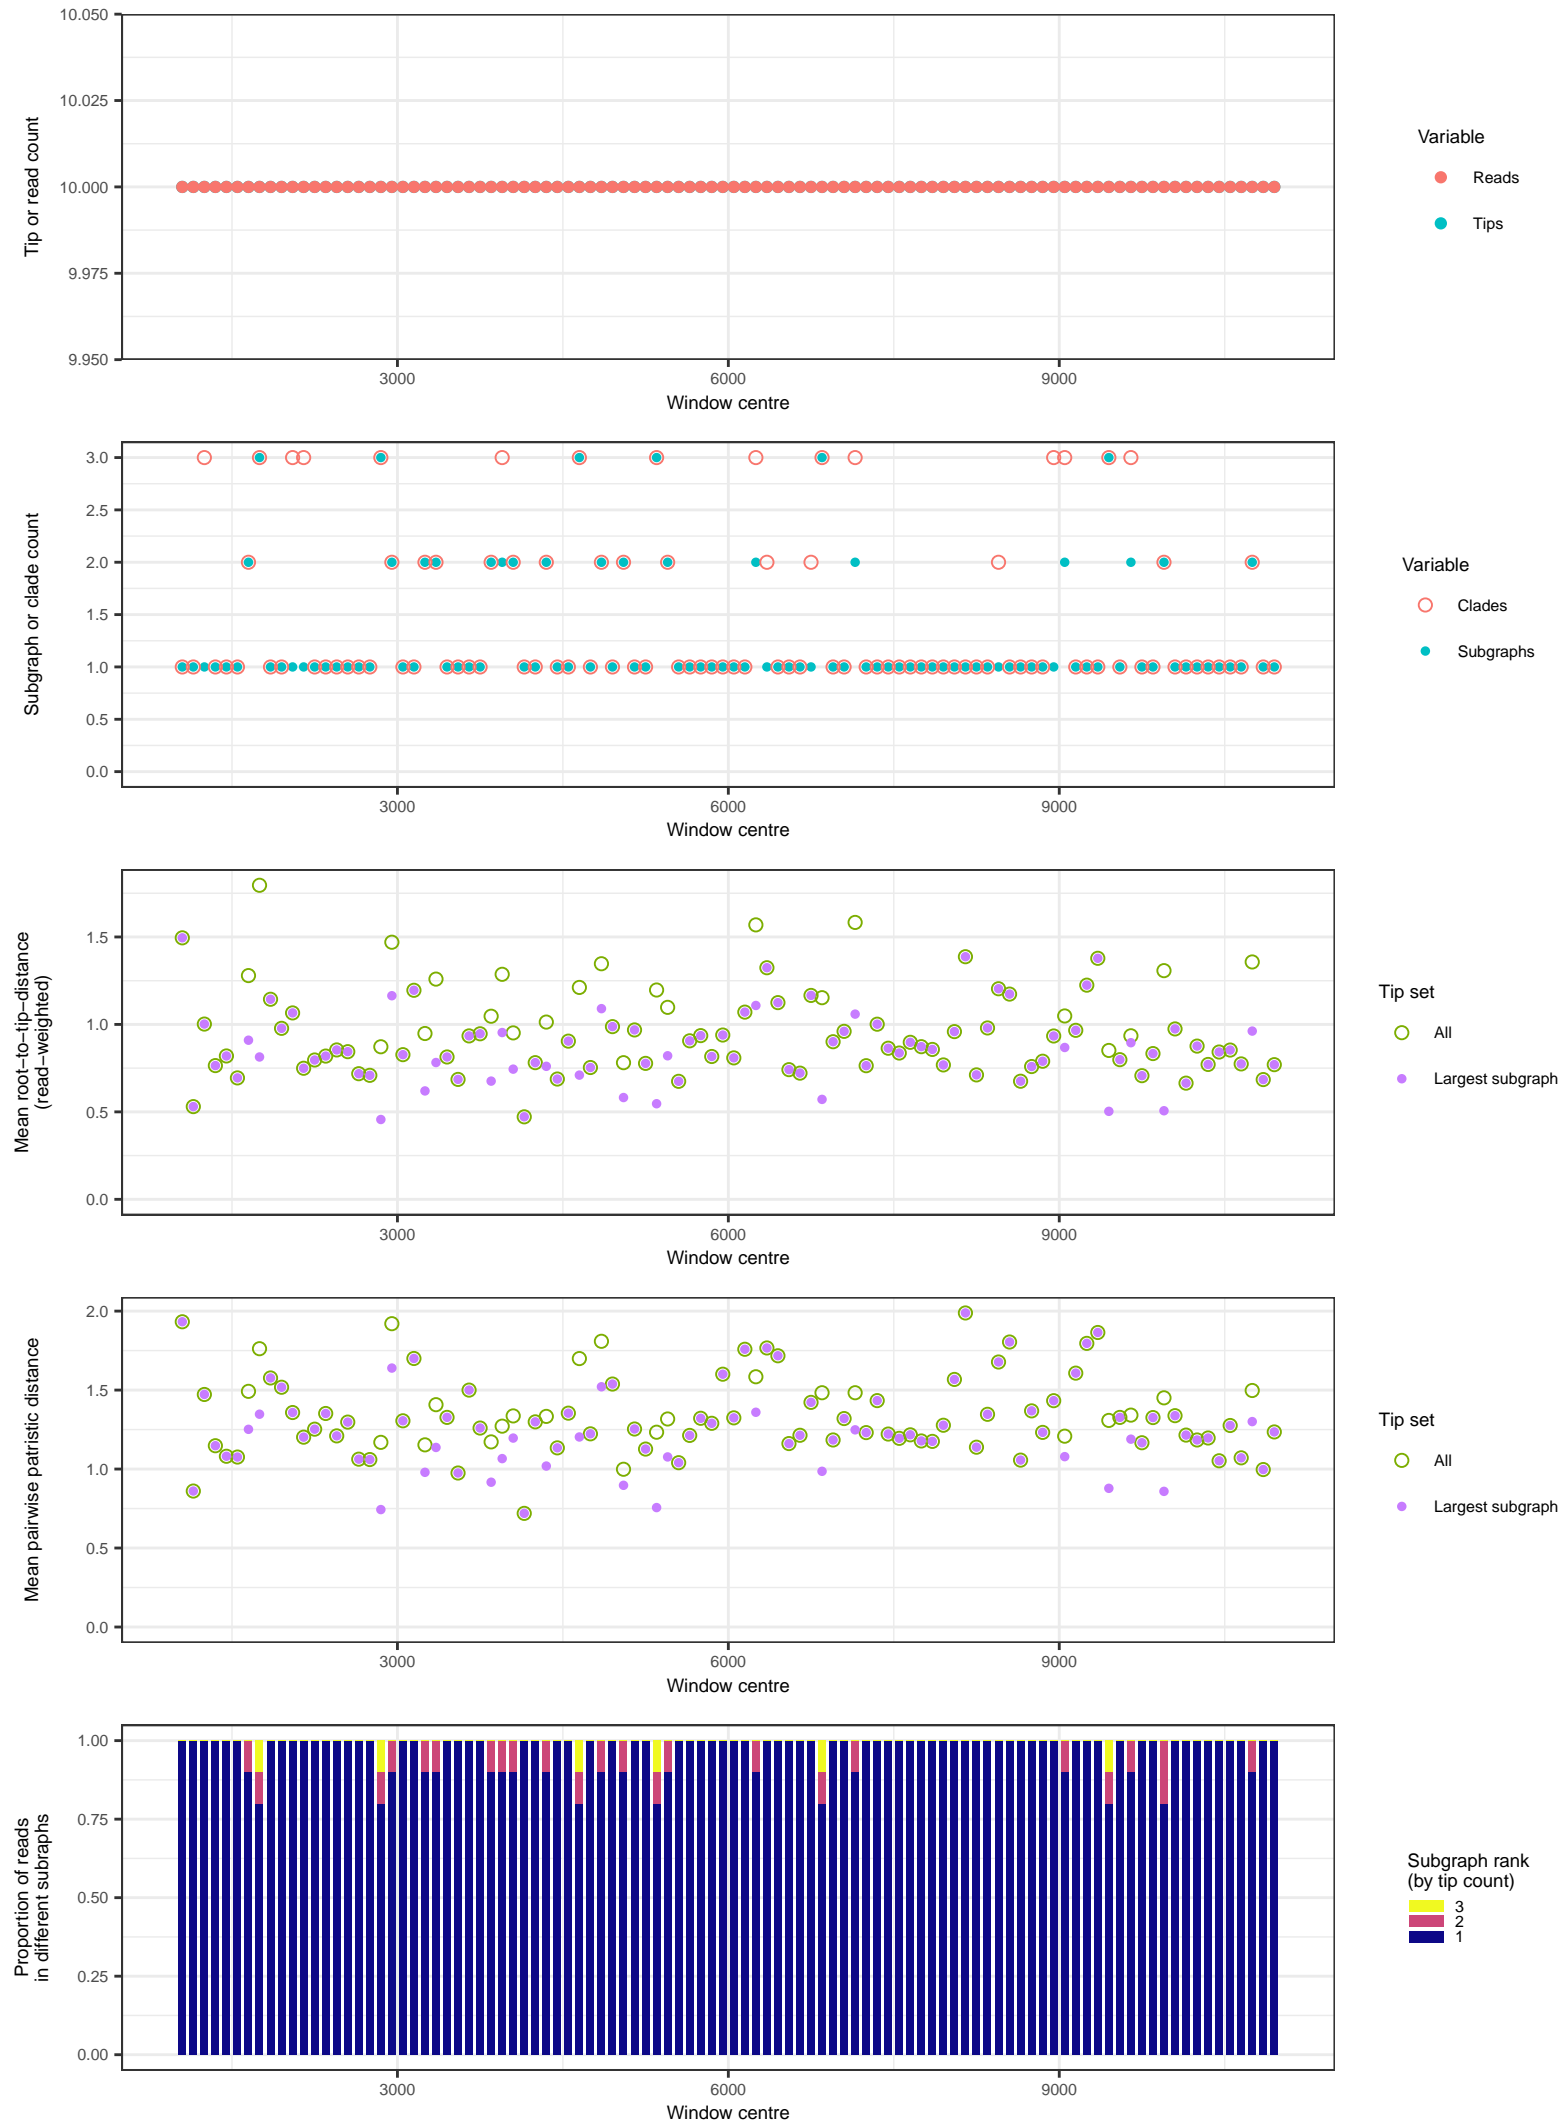 10.050
10.025
10.000
9.975
9.950
Tip or read count
3000 6000 9000
Window centre
Variable
Reads
Tips
3.0
2.5
2.0
1.5
1.0
0.5
0.0
Subgraph or clade count
3000 6000 9000
Window centre
Variable
Clades
Subgraphs
1.5
1.0
0.5
0.0
Mean root−to−tip−distance
(read−weighted)
3000 6000 9000
Window centre
Tip set
All
Largest subgraph
2.0
1.5
1.0
0.5
0.0
Mean pairwise patristic distance
3000 6000 9000
Window centre
Tip set
All
Largest subgraph
1.00
0.75
0.50
0.25
0.00
Proportion of reads
in different subraphs
3000 6000 9000
Window centre
Subgraph rank
(by tip count)
3
2
1